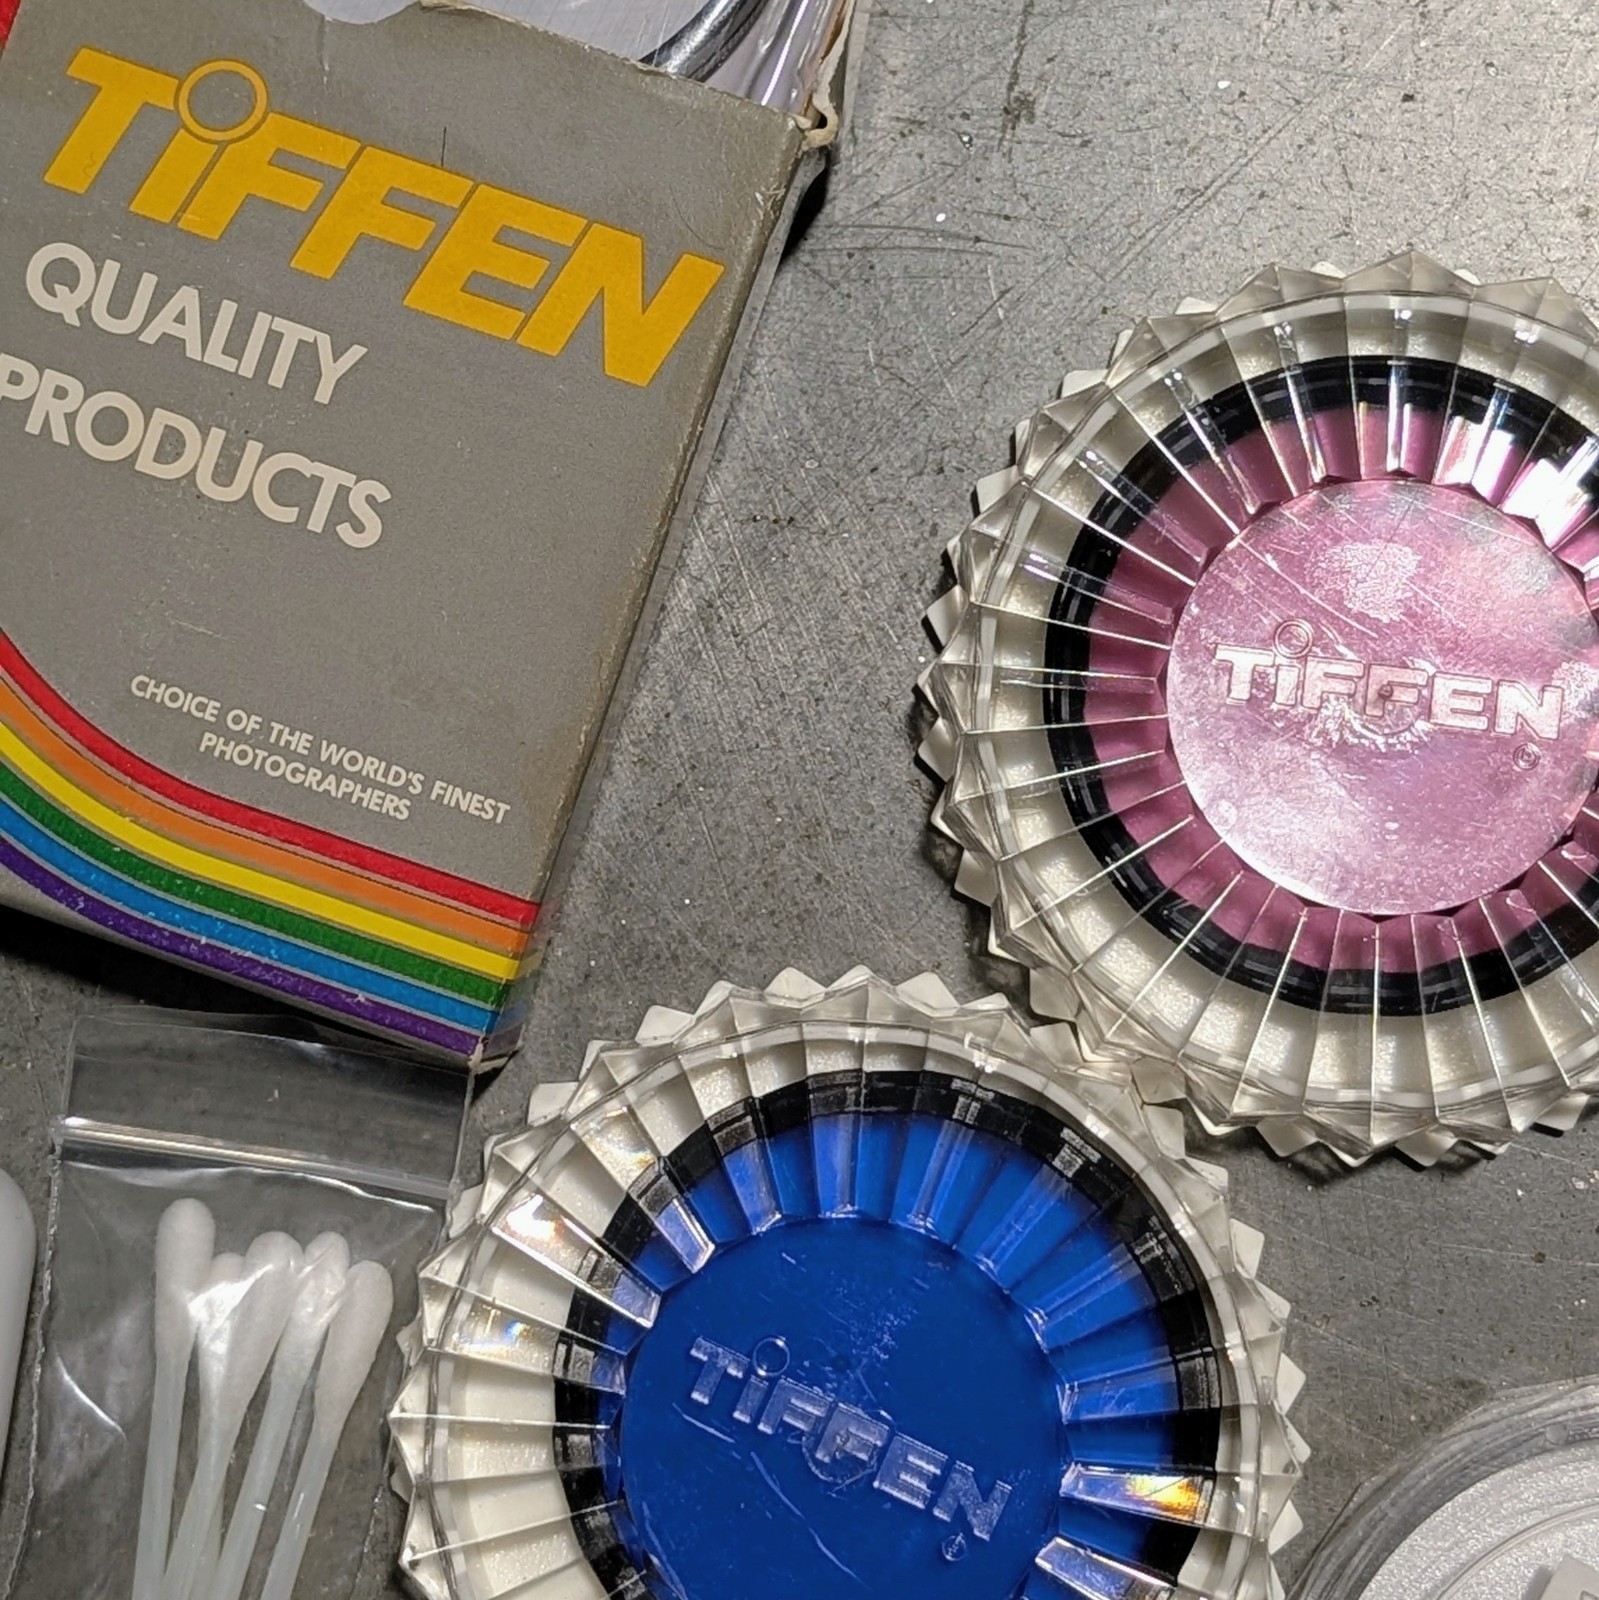 TiFFEN
QUALITY
PRODUCTS
CHOICE OF THE WORLD'S FINEST
PHOTOGRAPHERS
TiFFEN
®
TiFFEN
®